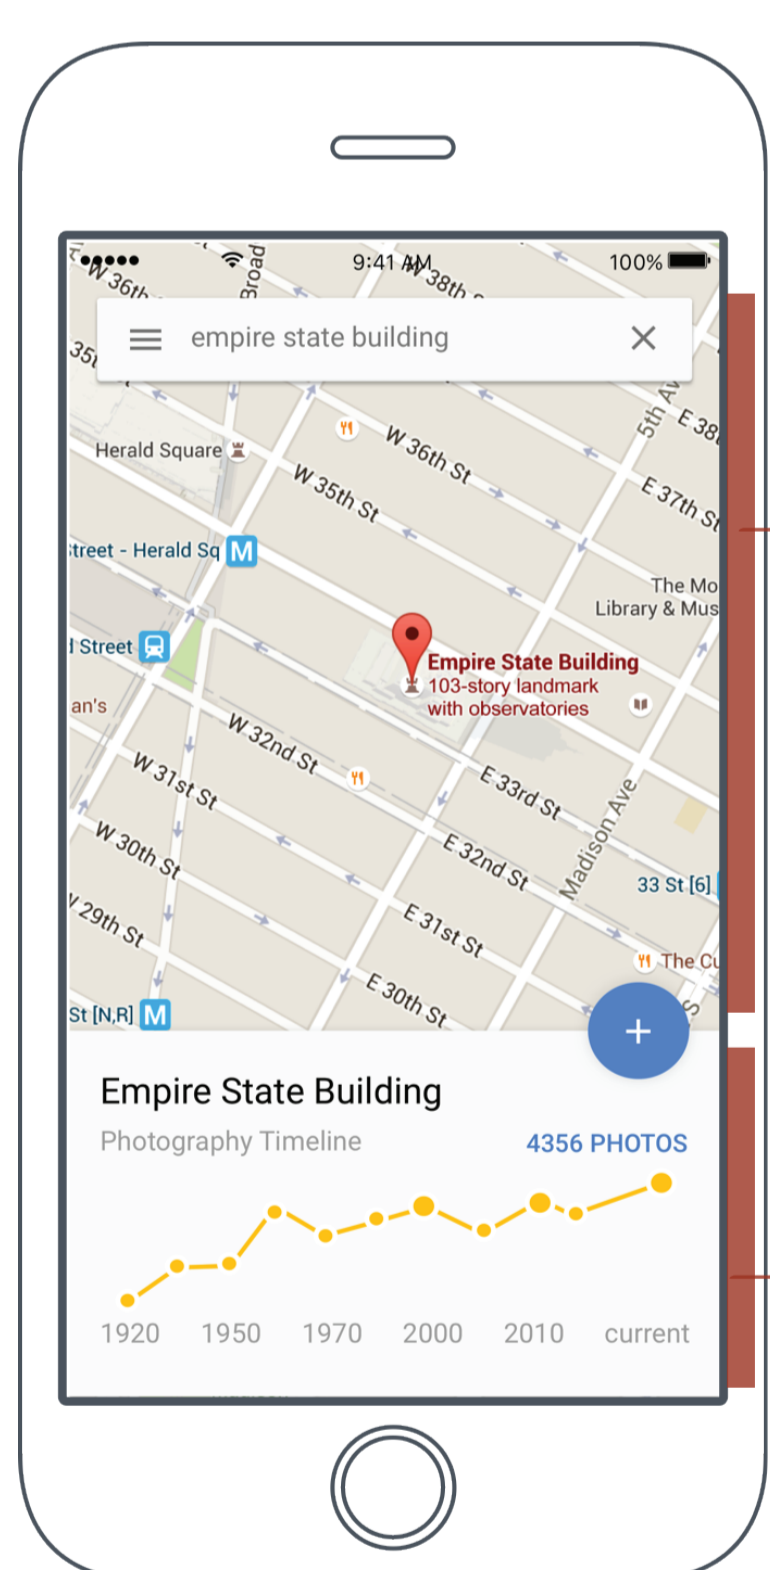 9:41 AM
100%
W 36th
Broad
W 38th
empire state building
35t
5th Av
E 38
Herald Square
W 36th St
W 35th St
E 37th St
treet - Herald Sq M
The Mo
Library & Mus
d Street
Empire State Building
103-story landmark
with observatories
an's
W 32nd St
W 31st St
E 33rd St
Madison Ave
W 30th St
E 32nd St
33 St [6]
29th St
E 31st St
The Cu
E 30th St
St [N,R] M
S
+
Empire State Building
Photography Timeline
4356 PHOTOS
1920 1950 1970 2000 2010 current